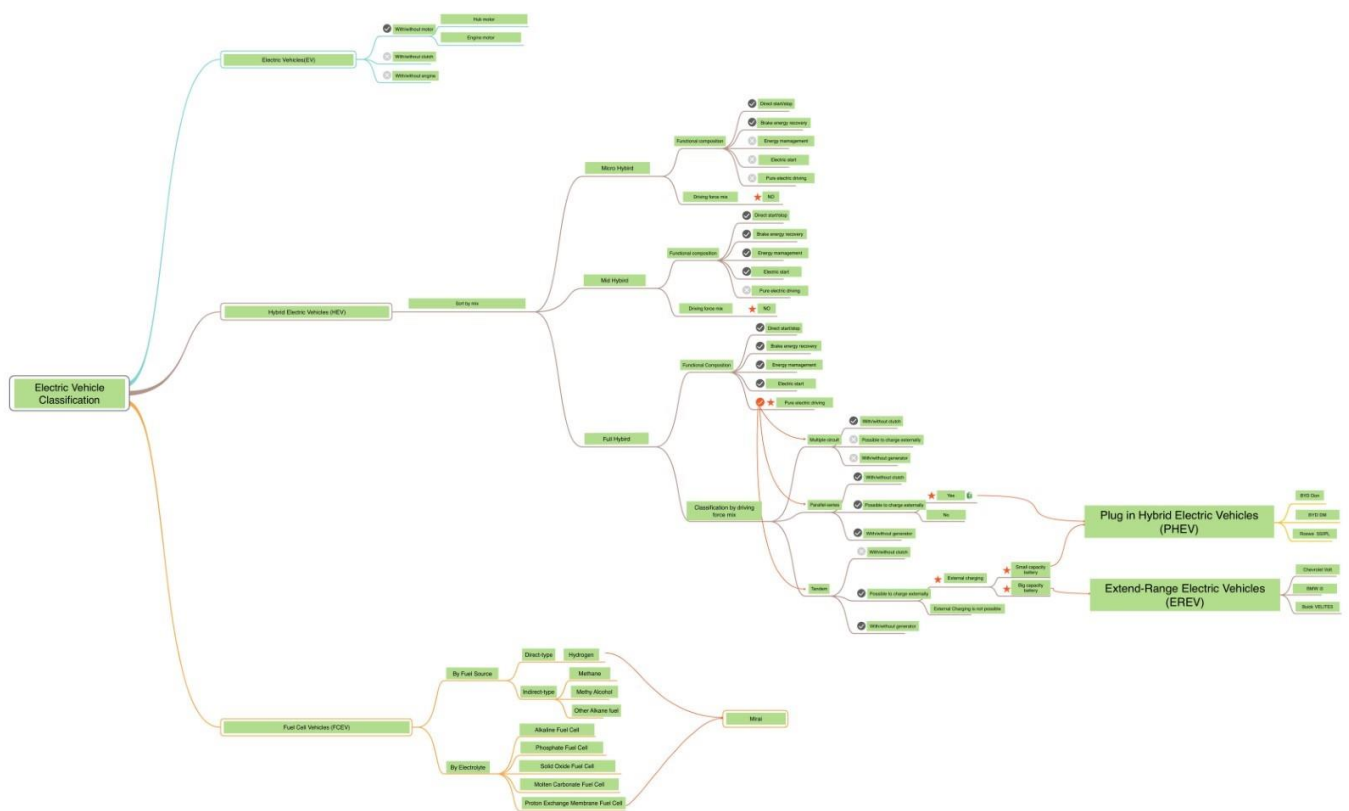 Hub motor
With/without motor
Engine motor
Electric Vehicles(EV)
With/without clutch
With/without engine
Direct start/stop
Brake energy recovery
Functional composition
Energy mamagement
Electric start
Micro Hybird
Pure electric driving
Driving force mix
NO
Direct start/stop
Brake energy recovery
Functional composition
Energy mamagement
Electric start
Mid Hybird
Pure electric driving
Driving force mix
NO
Sort by mix
Hybrid Electric Vehicles (HEV)
Direct start/stop
Brake energy recovery
Functional Composition
Energy mamagement
Electric start
Pure electric driving
Electric Vehicle
Classification
Full Hybird
With/without clutch
Multiple circuit
Possible to charge externally
With/without generator
With/without clutch
Yes
Classification by driving
force mix
Parallel-series
Possible to charge externally
No
With/without generator
With/without clutch
External charging
Small-capacity
battery
Big capacity
battery
Tandem
Possible to charge externally
External Charging is not possible
With/without generator
Plug in Hybrid Electric Vehicles
(PHEV)
BYD
BYD
Roewe
Extend-Range Electric Vehicles
(EREV)
Chevrolet Volt
BMW
Buick
Direct-type
Hydrogen
By Fuel Source
Methane
Indirect-type
Methy Alcohol
Other Alkane fuel
Fuel Cell Vehicles (FCEV)
Mirai
Alkaline Fuel Cell
Phosphate Fuel Cell
By Electrolyte
Solid Oxide Fuel Cell
Molten Carbonate Fuel Cell
Proton Exchange Membrane Fuel Cell